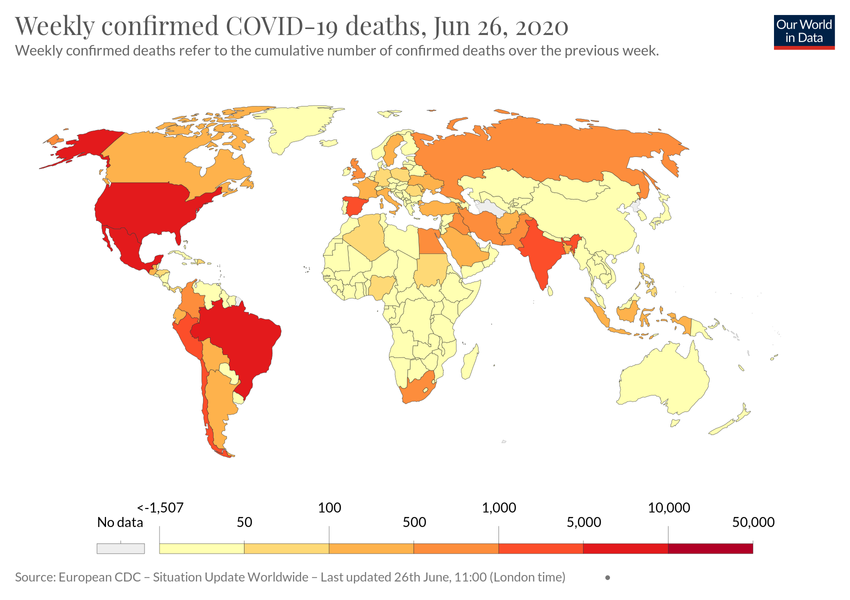 Weekly confirmed COVID-19 deaths, Jun 26, 2020
Weekly confirmed deaths refer to the cumulative number of confirmed deaths over the previous week.
Our World
in Data
<-1,507 100 1,000 10,000
No data 50 500 5,000 50,000
Source: European CDC – Situation Update Worldwide – Last updated 26th June, 11:00 (London time) •